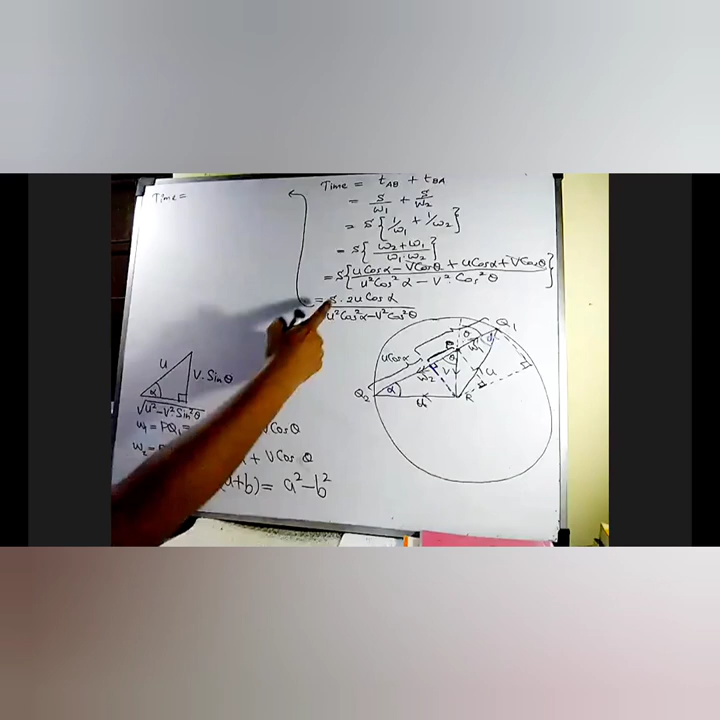 Time =
Time = t_AB + t_BA
= S/W₁ + S/W₂
= S{1/W₁ + 1/W₂}
= S{(W₂+W₁)/(W₁·W₂)}
= S{(uCosα − VCosθ + uCosα + VCosθ)/(u²Cos²α − V²·Cos²θ)}
= S·2uCosα
u²Cos²α−V²Cos²θ
u
V·Sinθ
α
√u²−V²·Sin²θ
W₁ = PQ₁ =
VCosθ
W₂ =
+ VCosθ
+b) = a²−b²
Q₁
θ
α
uCosα
W₁
θ
W₂
V
u
Q₂
α
u
R